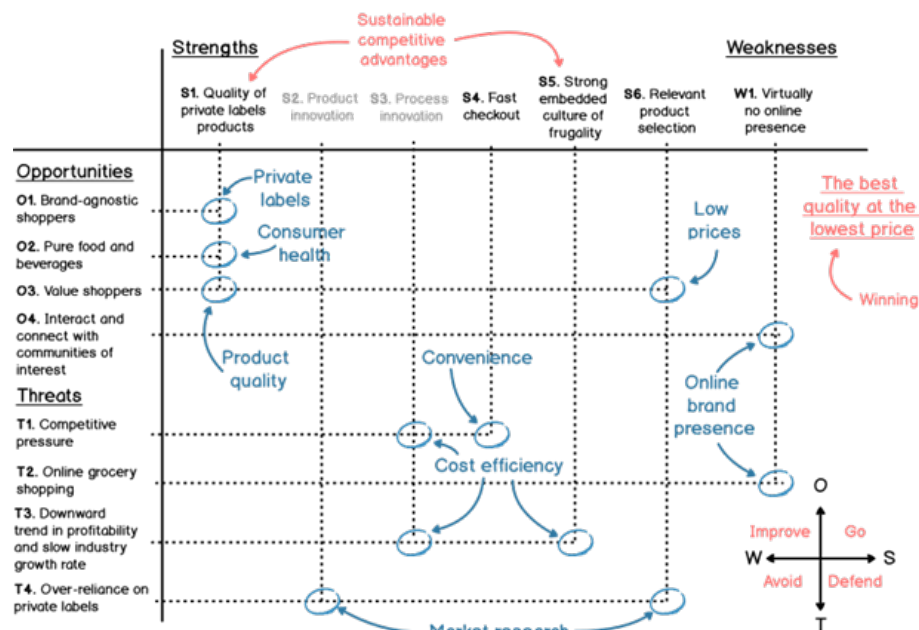 Sustainable
competitive
advantages
Strengths
Weaknesses
S1. Quality of
private labels
products
S2. Product
innovation
S3. Process
innovation
S4. Fast
checkout
S5. Strong
embedded
culture of
frugality
S6. Relevant
product
selection
W1. Virtually
no online
presence
Opportunities
O1. Brand-agnostic
shoppers
O2. Pure food and
beverages
O3. Value shoppers
O4. Interact and
connect with
communities of
interest
Threats
T1. Competitive
pressure
T2. Online grocery
shopping
T3. Downward
trend in profitability
and slow industry
growth rate
T4. Over-reliance on
private labels
Private
labels
Consumer
health
Product
quality
Low
prices
The best
quality at the
lowest price
Winning
Convenience
Cost efficiency
Online
brand
presence
Market research
O
Improve
Go
W
S
Avoid
Defend
T